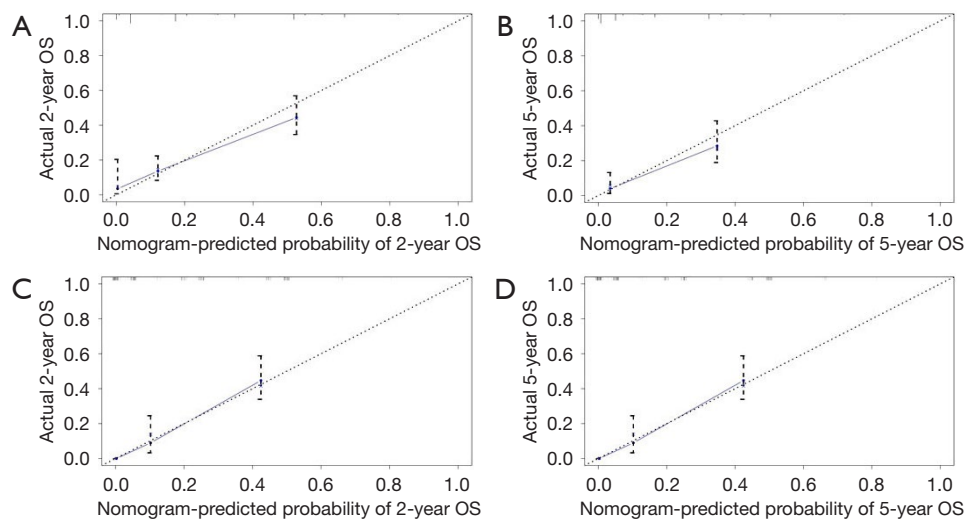 A
Actual 2-year OS
1.0
0.8
0.6
0.4
0.2
0.0
0.0 0.2 0.4 0.6 0.8 1.0
Nomogram-predicted probability of 2-year OS
B
Actual 5-year OS
1.0
0.8
0.6
0.4
0.2
0.0
0.0 0.2 0.4 0.6 0.8 1.0
Nomogram-predicted probability of 5-year OS
C
Actual 2-year OS
1.0
0.8
0.6
0.4
0.2
0.0
0.0 0.2 0.4 0.6 0.8 1.0
Nomogram-predicted probability of 2-year OS
D
Actual 5-year OS
1.0
0.8
0.6
0.4
0.2
0.0
0.0 0.2 0.4 0.6 0.8 1.0
Nomogram-predicted probability of 5-year OS